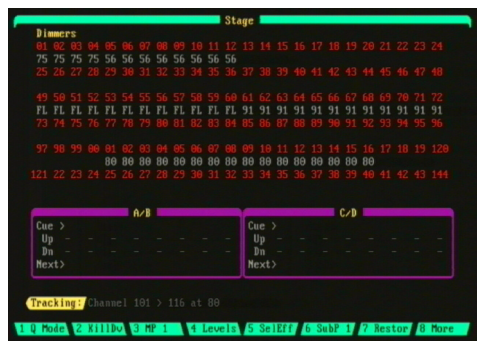 Stage
Dimmers
01 02 03 04 05 06 07 08 09 10 11 12 13 14 15 16 17 18 19 20 21 22 23 24
75 75 75 75 56 56 56 56 56 56 56 56
25 26 27 28 29 30 31 32 33 34 35 36 37 38 39 40 41 42 43 44 45 46 47 48
49 50 51 52 53 54 55 56 57 58 59 60 61 62 63 64 65 66 67 68 69 70 71 72
FL FL FL FL FL FL FL FL FL FL FL FL 91 91 91 91 91 91 91 91 91 91 91 91
73 74 75 76 77 78 79 80 81 82 83 84 85 86 87 88 89 90 91 92 93 94 95 96
97 98 99 00 01 02 03 04 05 06 07 08 09 10 11 12 13 14 15 16 17 18 19 120
80 80 80 80 80 80 80 80 80 80 80 80 80 80 80 80
121 22 23 24 25 26 27 28 29 30 31 32 33 34 35 36 37 38 39 40 41 42 43 144
A/B C/D
Cue > Cue >
Up - - - - - - Up - - - - - -
Dn - - - - - - Dn - - - - - -
Next> Next>
Tracking: Channel 101 > 116 at 80
1 Q Mode 2 KillDv 3 MP 1 4 Levels 5 SelEff 6 SubP 1 7 Restor 8 More